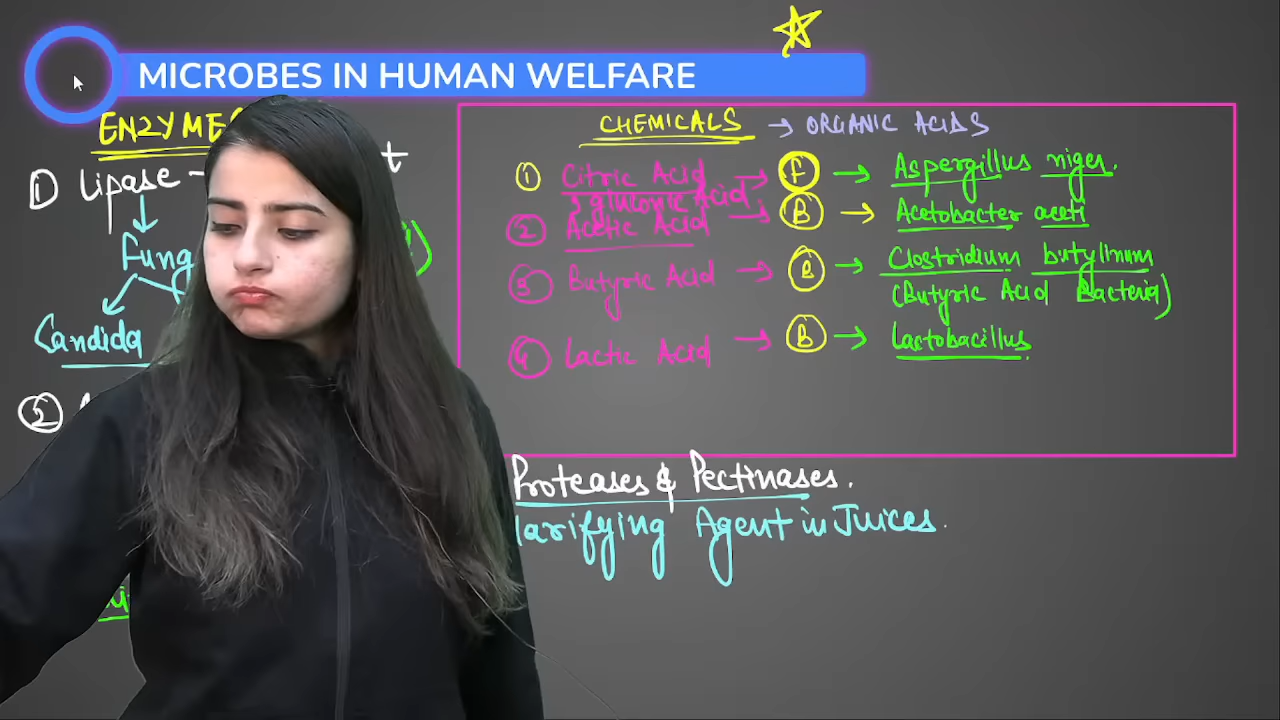 MICROBES IN HUMAN WELFARE
ENZYME
① Lipase →
Fung
Candida
②
CHEMICALS → ORGANIC ACIDS
① Citric Acid → F → Aspergillus niger.
, gluconic Acid
② Acetic Acid → B → Acetobacter aceti
③ Butyric Acid → B → Clostridium butylinum
(Butyric Acid Bacteria)
④ Lactic Acid → B → Lactobacillus.
Proteases & Pectinases.
larifying Agent in Juices.